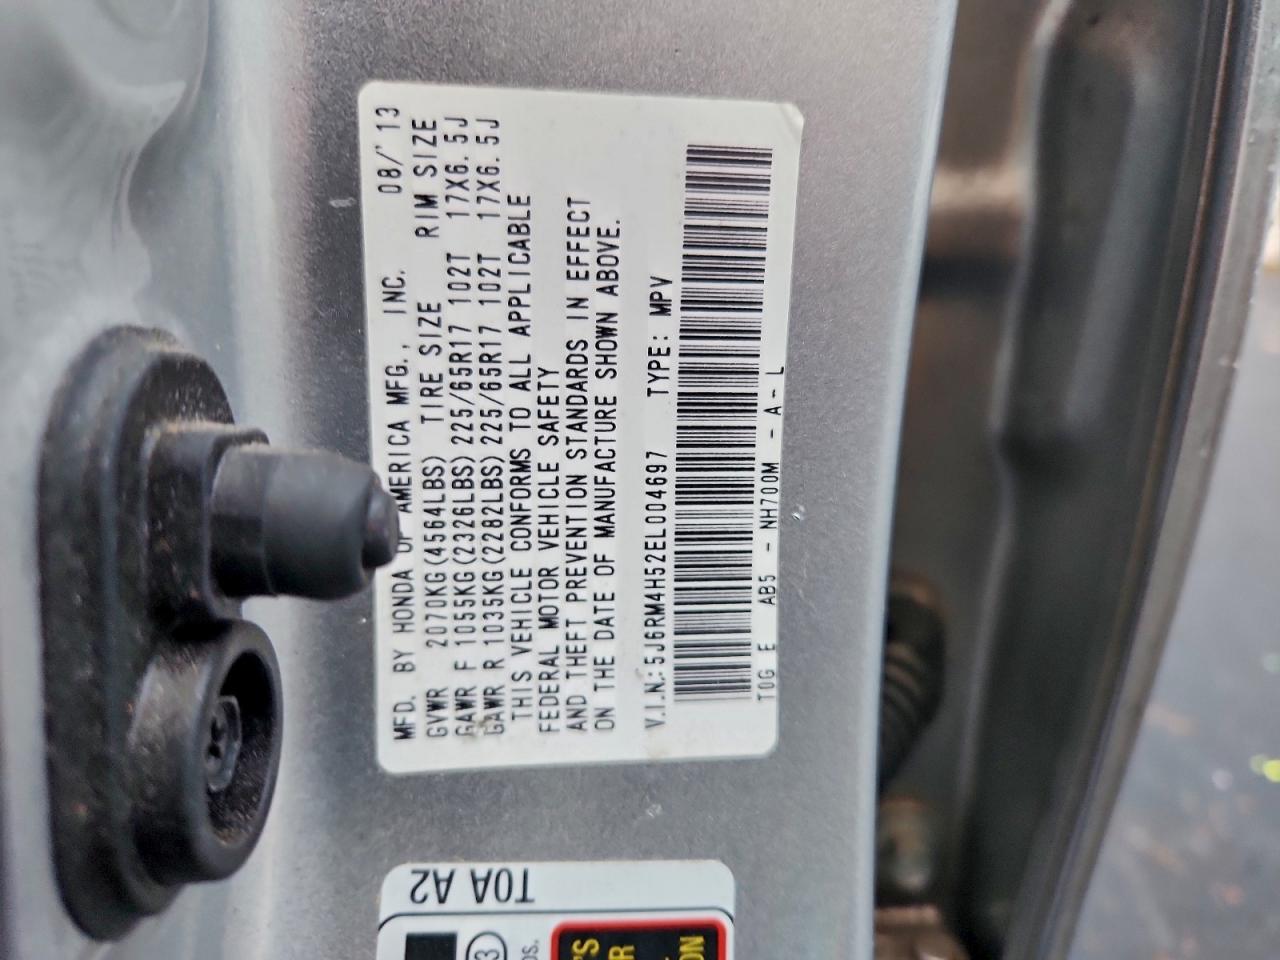 MFD. BY HONDA OF AMERICA MFG., INC. 08/'13
GVWR 2070KG(4564LBS) TIRE SIZE RIM SIZE
GAWR F 1055KG(2326LBS) 225/65R17 102T 17X6.5J
GAWR R 1035KG(2282LBS) 225/65R17 102T 17X6.5J
THIS VEHICLE CONFORMS TO ALL APPLICABLE
FEDERAL MOTOR VEHICLE SAFETY
AND THEFT PREVENTION STANDARDS IN EFFECT
ON THE DATE OF MANUFACTURE SHOWN ABOVE.
V.I.N.: 5J6RM4H52EL004697 TYPE: MPV
T0G E AB5 - NH700M - A - L
T0A A2
3
OS.
'S
R
ON